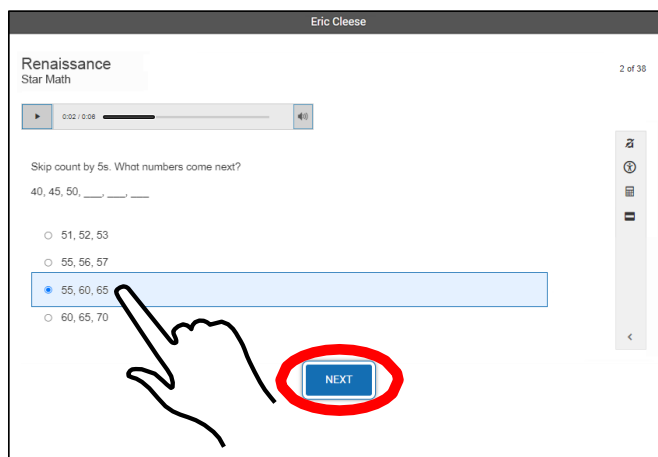 Eric Cleese
Renaissance
Star Math
2 of 38
0:02 / 0:06
Skip count by 5s. What numbers come next?
40, 45, 50, ___, ___, ___
51, 52, 53
55, 56, 57
55, 60, 65
60, 65, 70
NEXT